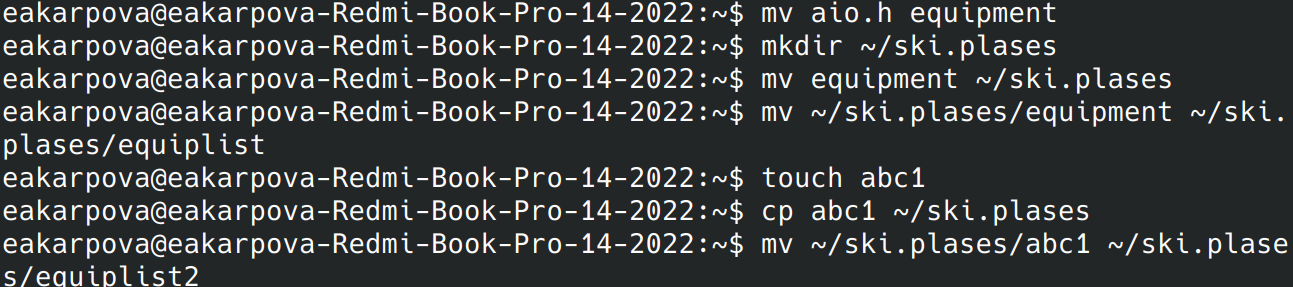 eakarpova@eakarpova-Redmi-Book-Pro-14-2022:~$ mv aio.h equipment
eakarpova@eakarpova-Redmi-Book-Pro-14-2022:~$ mkdir ~/ski.plases
eakarpova@eakarpova-Redmi-Book-Pro-14-2022:~$ mv equipment ~/ski.plases
eakarpova@eakarpova-Redmi-Book-Pro-14-2022:~$ mv ~/ski.plases/equipment ~/ski.
plases/equiplist
eakarpova@eakarpova-Redmi-Book-Pro-14-2022:~$ touch abc1
eakarpova@eakarpova-Redmi-Book-Pro-14-2022:~$ cp abc1 ~/ski.plases
eakarpova@eakarpova-Redmi-Book-Pro-14-2022:~$ mv ~/ski.plases/abc1 ~/ski.plase
s/equiplist2